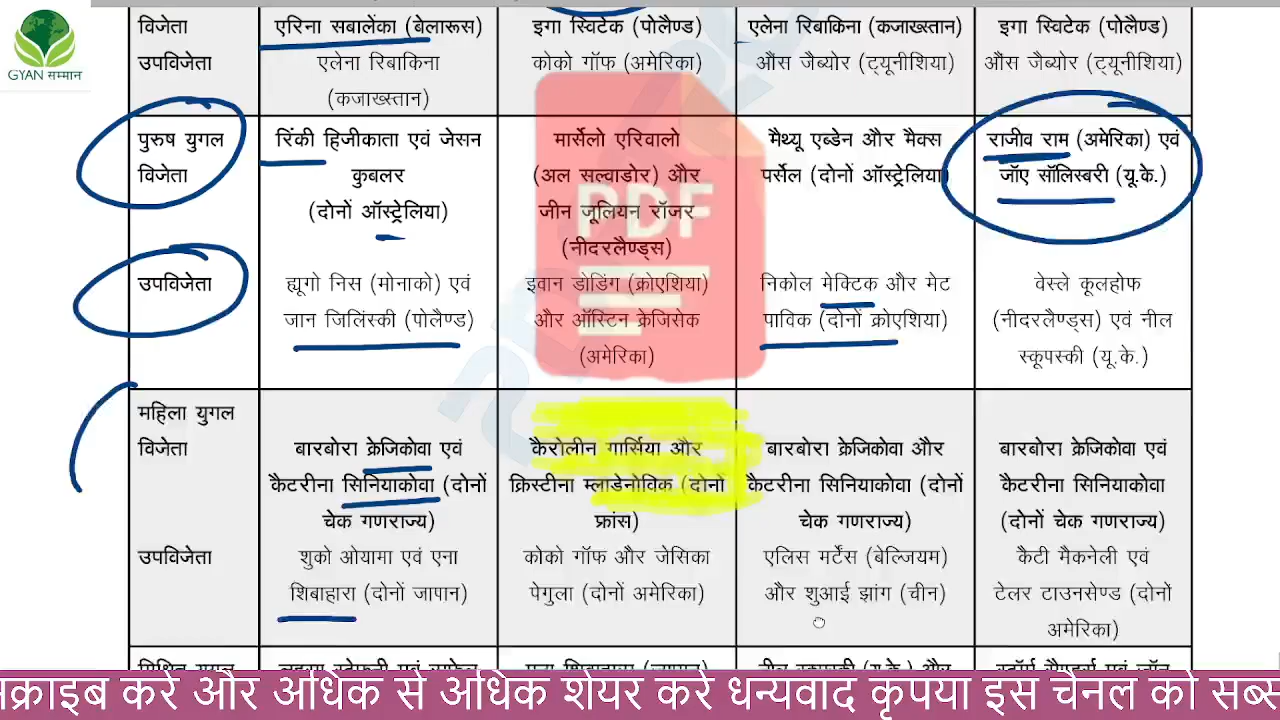 GYAN सम्मान
विजेता एरिना सबालेंका (बेलारूस) इगा स्विटेक (पोलैण्ड) एलेना रिबाकिना (कजाख्स्तान) इगा स्विटेक (पोलैण्ड)
उपविजेता एलेना रिबाकिना कोको गॉफ (अमेरिका) औंस जैब्योर (ट्यूनीशिया) औंस जैब्योर (ट्यूनीशिया)
(कजाख्स्तान)
पुरुष युगल रिंकी हिजीकाता एवं जेसन मार्सेलो एरिवालो मैथ्यू एब्डेन और मैक्स राजीव राम (अमेरिका) एवं
विजेता कुबलर (अल सल्वाडोर) और पर्सेल (दोनों ऑस्ट्रेलिया) जॉए सॉलिस्बरी (यू.के.)
(दोनों ऑस्ट्रेलिया) जीन जूलियन रॉजर
(नीदरलैण्ड्स)
उपविजेता ह्यूगो निस (मोनाको) एवं इवान डोडिंग (क्रोएशिया) निकोल मेक्टिक और मेट वेस्ले कूलहोफ
जान जिलिंस्की (पोलैण्ड) और ऑस्टिन क्रेजिसेक पाविक (दोनों क्रोएशिया) (नीदरलैण्ड्स) एवं नील
(अमेरिका) स्कूपस्की (यू.के.)
PDF
महिला युगल
विजेता बारबोरा क्रेजिकोवा एवं कैरोलीन गार्सिया और बारबोरा क्रेजिकोवा और बारबोरा क्रेजिकोवा एवं
कैटरीना सिनियाकोवा (दोनों क्रिस्टीना म्लाडेनोविक (दोनों कैटरीना सिनियाकोवा (दोनों कैटरीना सिनियाकोवा
चेक गणराज्य) फ्रांस) चेक गणराज्य) (दोनों चेक गणराज्य)
उपविजेता शुको ओयामा एवं एना कोको गॉफ और जेसिका एलिस मर्टेंस (बेल्जियम) कैटी मैकनेली एवं
शिबाहारा (दोनों जापान) पेगुला (दोनों अमेरिका) और शुआई झांग (चीन) टेलर टाउनसेण्ड (दोनों
अमेरिका)
सक्राइब करें और अधिक से अधिक शेयर करें धन्यवाद कृपया इस चैनल को सब्स